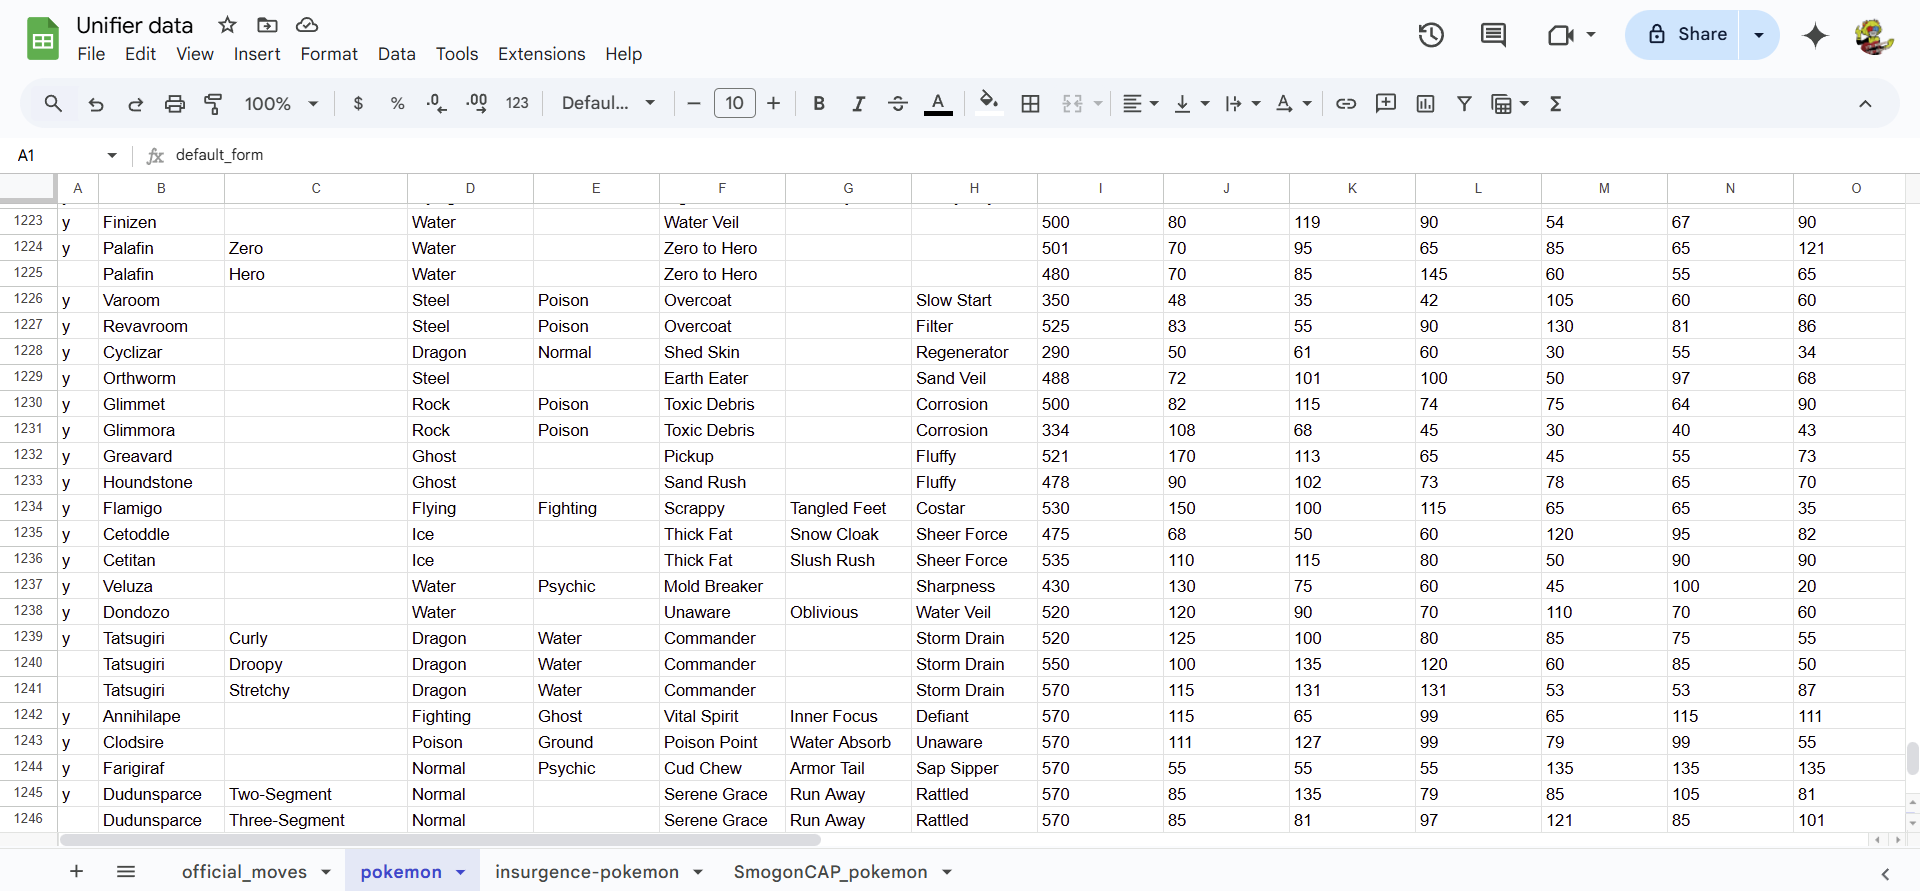 Unifier data
File Edit View Insert Format Data Tools Extensions Help
Share
100% $ % .0 .00 123 Defaul... 10 B I A
A1 fx default_form
A B C D E F G H I J K L M N O
1223 y Finizen Water Water Veil 500 80 119 90 54 67 90
1224 y Palafin Zero Water Zero to Hero 501 70 95 65 85 65 121
1225 Palafin Hero Water Zero to Hero 480 70 85 145 60 55 65
1226 y Varoom Steel Poison Overcoat Slow Start 350 48 35 42 105 60 60
1227 y Revavroom Steel Poison Overcoat Filter 525 83 55 90 130 81 86
1228 y Cyclizar Dragon Normal Shed Skin Regenerator 290 50 61 60 30 55 34
1229 y Orthworm Steel Earth Eater Sand Veil 488 72 101 100 50 97 68
1230 y Glimmet Rock Poison Toxic Debris Corrosion 500 82 115 74 75 64 90
1231 y Glimmora Rock Poison Toxic Debris Corrosion 334 108 68 45 30 40 43
1232 y Greavard Ghost Pickup Fluffy 521 170 113 65 45 55 73
1233 y Houndstone Ghost Sand Rush Fluffy 478 90 102 73 78 65 70
1234 y Flamigo Flying Fighting Scrappy Tangled Feet Costar 530 150 100 115 65 65 35
1235 y Cetoddle Ice Thick Fat Snow Cloak Sheer Force 475 68 50 60 120 95 82
1236 y Cetitan Ice Thick Fat Slush Rush Sheer Force 535 110 115 80 50 90 90
1237 y Veluza Water Psychic Mold Breaker Sharpness 430 130 75 60 45 100 20
1238 y Dondozo Water Unaware Oblivious Water Veil 520 120 90 70 110 70 60
1239 y Tatsugiri Curly Dragon Water Commander Storm Drain 520 125 100 80 85 75 55
1240 Tatsugiri Droopy Dragon Water Commander Storm Drain 550 100 135 120 60 85 50
1241 Tatsugiri Stretchy Dragon Water Commander Storm Drain 570 115 131 131 53 53 87
1242 y Annihilape Fighting Ghost Vital Spirit Inner Focus Defiant 570 115 65 99 65 115 111
1243 y Clodsire Poison Ground Poison Point Water Absorb Unaware 570 111 127 99 79 99 55
1244 y Farigiraf Normal Psychic Cud Chew Armor Tail Sap Sipper 570 55 55 55 135 135 135
1245 y Dudunsparce Two-Segment Normal Serene Grace Run Away Rattled 570 85 135 79 85 105 81
1246 Dudunsparce Three-Segment Normal Serene Grace Run Away Rattled 570 85 81 97 121 85 101
official_moves pokemon insurgence-pokemon SmogonCAP_pokemon